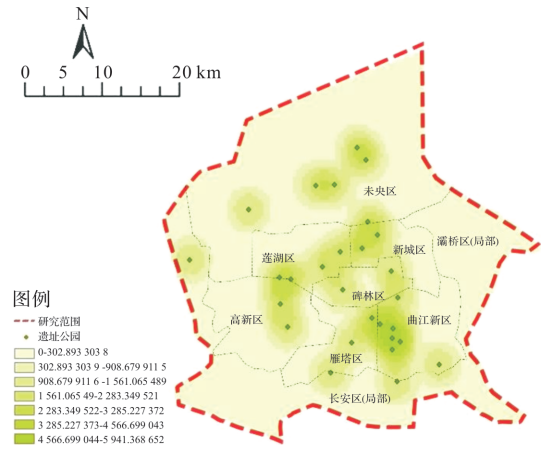 N
0 5 10 20 km
未央区
灞桥区(局部)
新城区
莲湖区
碑林区
高新区
曲江新区
雁塔区
长安区(局部)
图例
研究范围
遗址公园
0-302.893 303 8
302.893 303 9-908.679 911 5
908.679 911 6-1 561.065 489
1 561.065 49-2 283.349 521
2 283.349 522-3 285.227 372
3 285.227 373-4 566.699 043
4 566.699 044-5 941.368 652